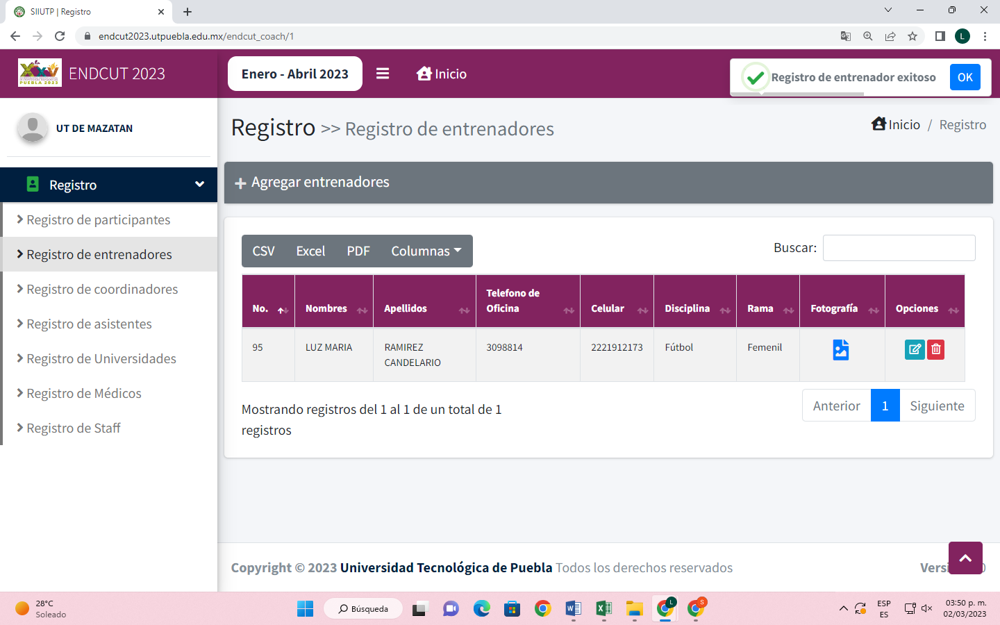 SIIUTP | Registro
endcut2023.utpuebla.edu.mx/endcut_coach/1
L
XXV
PUEBLA 2023
ENDCUT 2023
Enero - Abril 2023
Inicio
Registro de entrenador exitoso
OK
UT DE MAZATAN
Registro >> Registro de entrenadores
Inicio / Registro
Registro
Registro de participantes
Registro de entrenadores
Registro de coordinadores
Registro de asistentes
Registro de Universidades
Registro de Médicos
Registro de Staff
Agregar entrenadores
CSV Excel PDF Columnas
Buscar:
No. Nombres Apellidos Telefono de Oficina Celular Disciplina Rama Fotografía Opciones
95 LUZ MARIA RAMIREZ CANDELARIO 3098814 2221912173 Fútbol Femenil
Mostrando registros del 1 al 1 de un total de 1
registros
Anterior 1 Siguiente
Copyright © 2023 Universidad Tecnológica de Puebla Todos los derechos reservados
Versi 0
28°C
Soleado
Búsqueda
L
S
ESP
ES
03:50 p. m.
02/03/2023